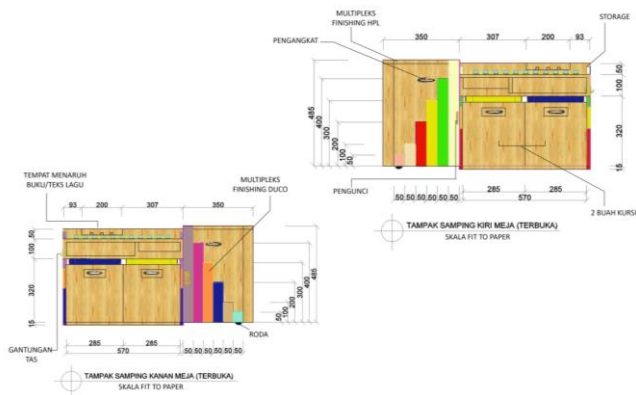 MULTIPLEKS
FINISHING HPL
STORAGE
PENGANGKAT
350
307
200
93
485
400
300
200
100
50
50
100
320
15
PENGUNCI
50 50 50 50 50 50
285
285
570
2 BUAH KURSI
TAMPAK SAMPING KIRI MEJA (TERBUKA)
SKALA FIT TO PAPER
TEMPAT MENARUH
BUKU/TEKS LAGU
MULTIPLEKS
FINISHING DUCO
93
200
307
350
50
100
320
15
485
400
300
200
100
50
RODA
GANTUNGAN
TAS
285
285
570
50 50 50 50 50 50
TAMPAK SAMPING KANAN MEJA (TERBUKA)
SKALA FIT TO PAPER